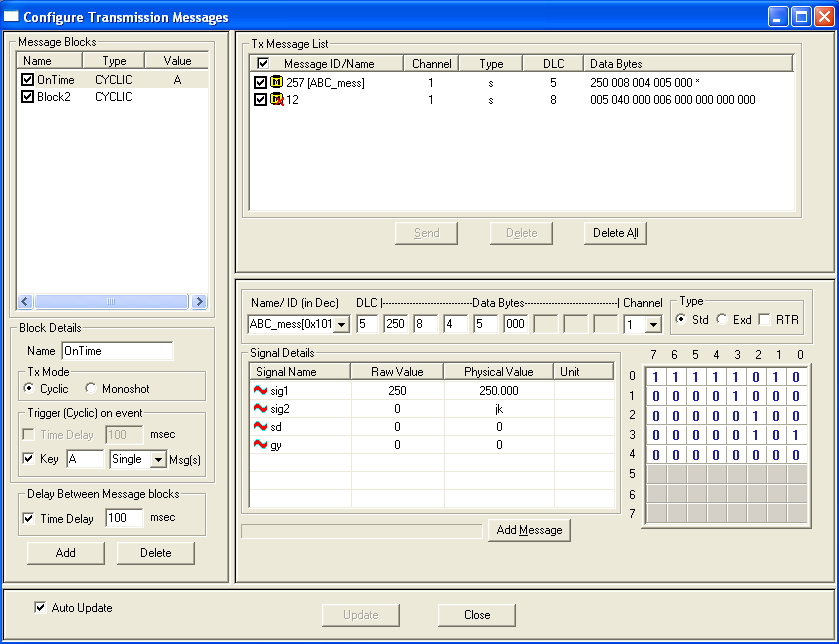 Configure Transmission Messages
Message Blocks
Name Type Value
OnTime CYCLIC A
Block2 CYCLIC
Block Details
Name OnTime
Tx Mode
Cyclic Monoshot
Trigger (Cyclic) on event
Time Delay 100 msec
Key A Single Msg(s)
Delay Between Message blocks
Time Delay 100 msec
Add Delete
Tx Message List
Message ID/Name Channel Type DLC Data Bytes
257 [ABC_mess] 1 s 5 250 008 004 005 000 *
12 1 s 8 005 040 000 006 000 000 000 000
Send Delete Delete All
Name/ ID (in Dec) DLC |-----------------------Data Bytes-----------------------| Channel Type
ABC_mess[0x101 5 250 8 4 5 000 1 Std Exd RTR
Signal Details
Signal Name Raw Value Physical Value Unit
sig1 250 250.000
sig2 0 jk
sd 0 0
gy 0 0
7 6 5 4 3 2 1 0
0 1 1 1 1 1 0 1 0
1 0 0 0 0 1 0 0 0
2 0 0 0 0 0 1 0 0
3 0 0 0 0 0 1 0 1
4 0 0 0 0 0 0 0 0
5
6
7
Add Message
Auto Update
Update Close